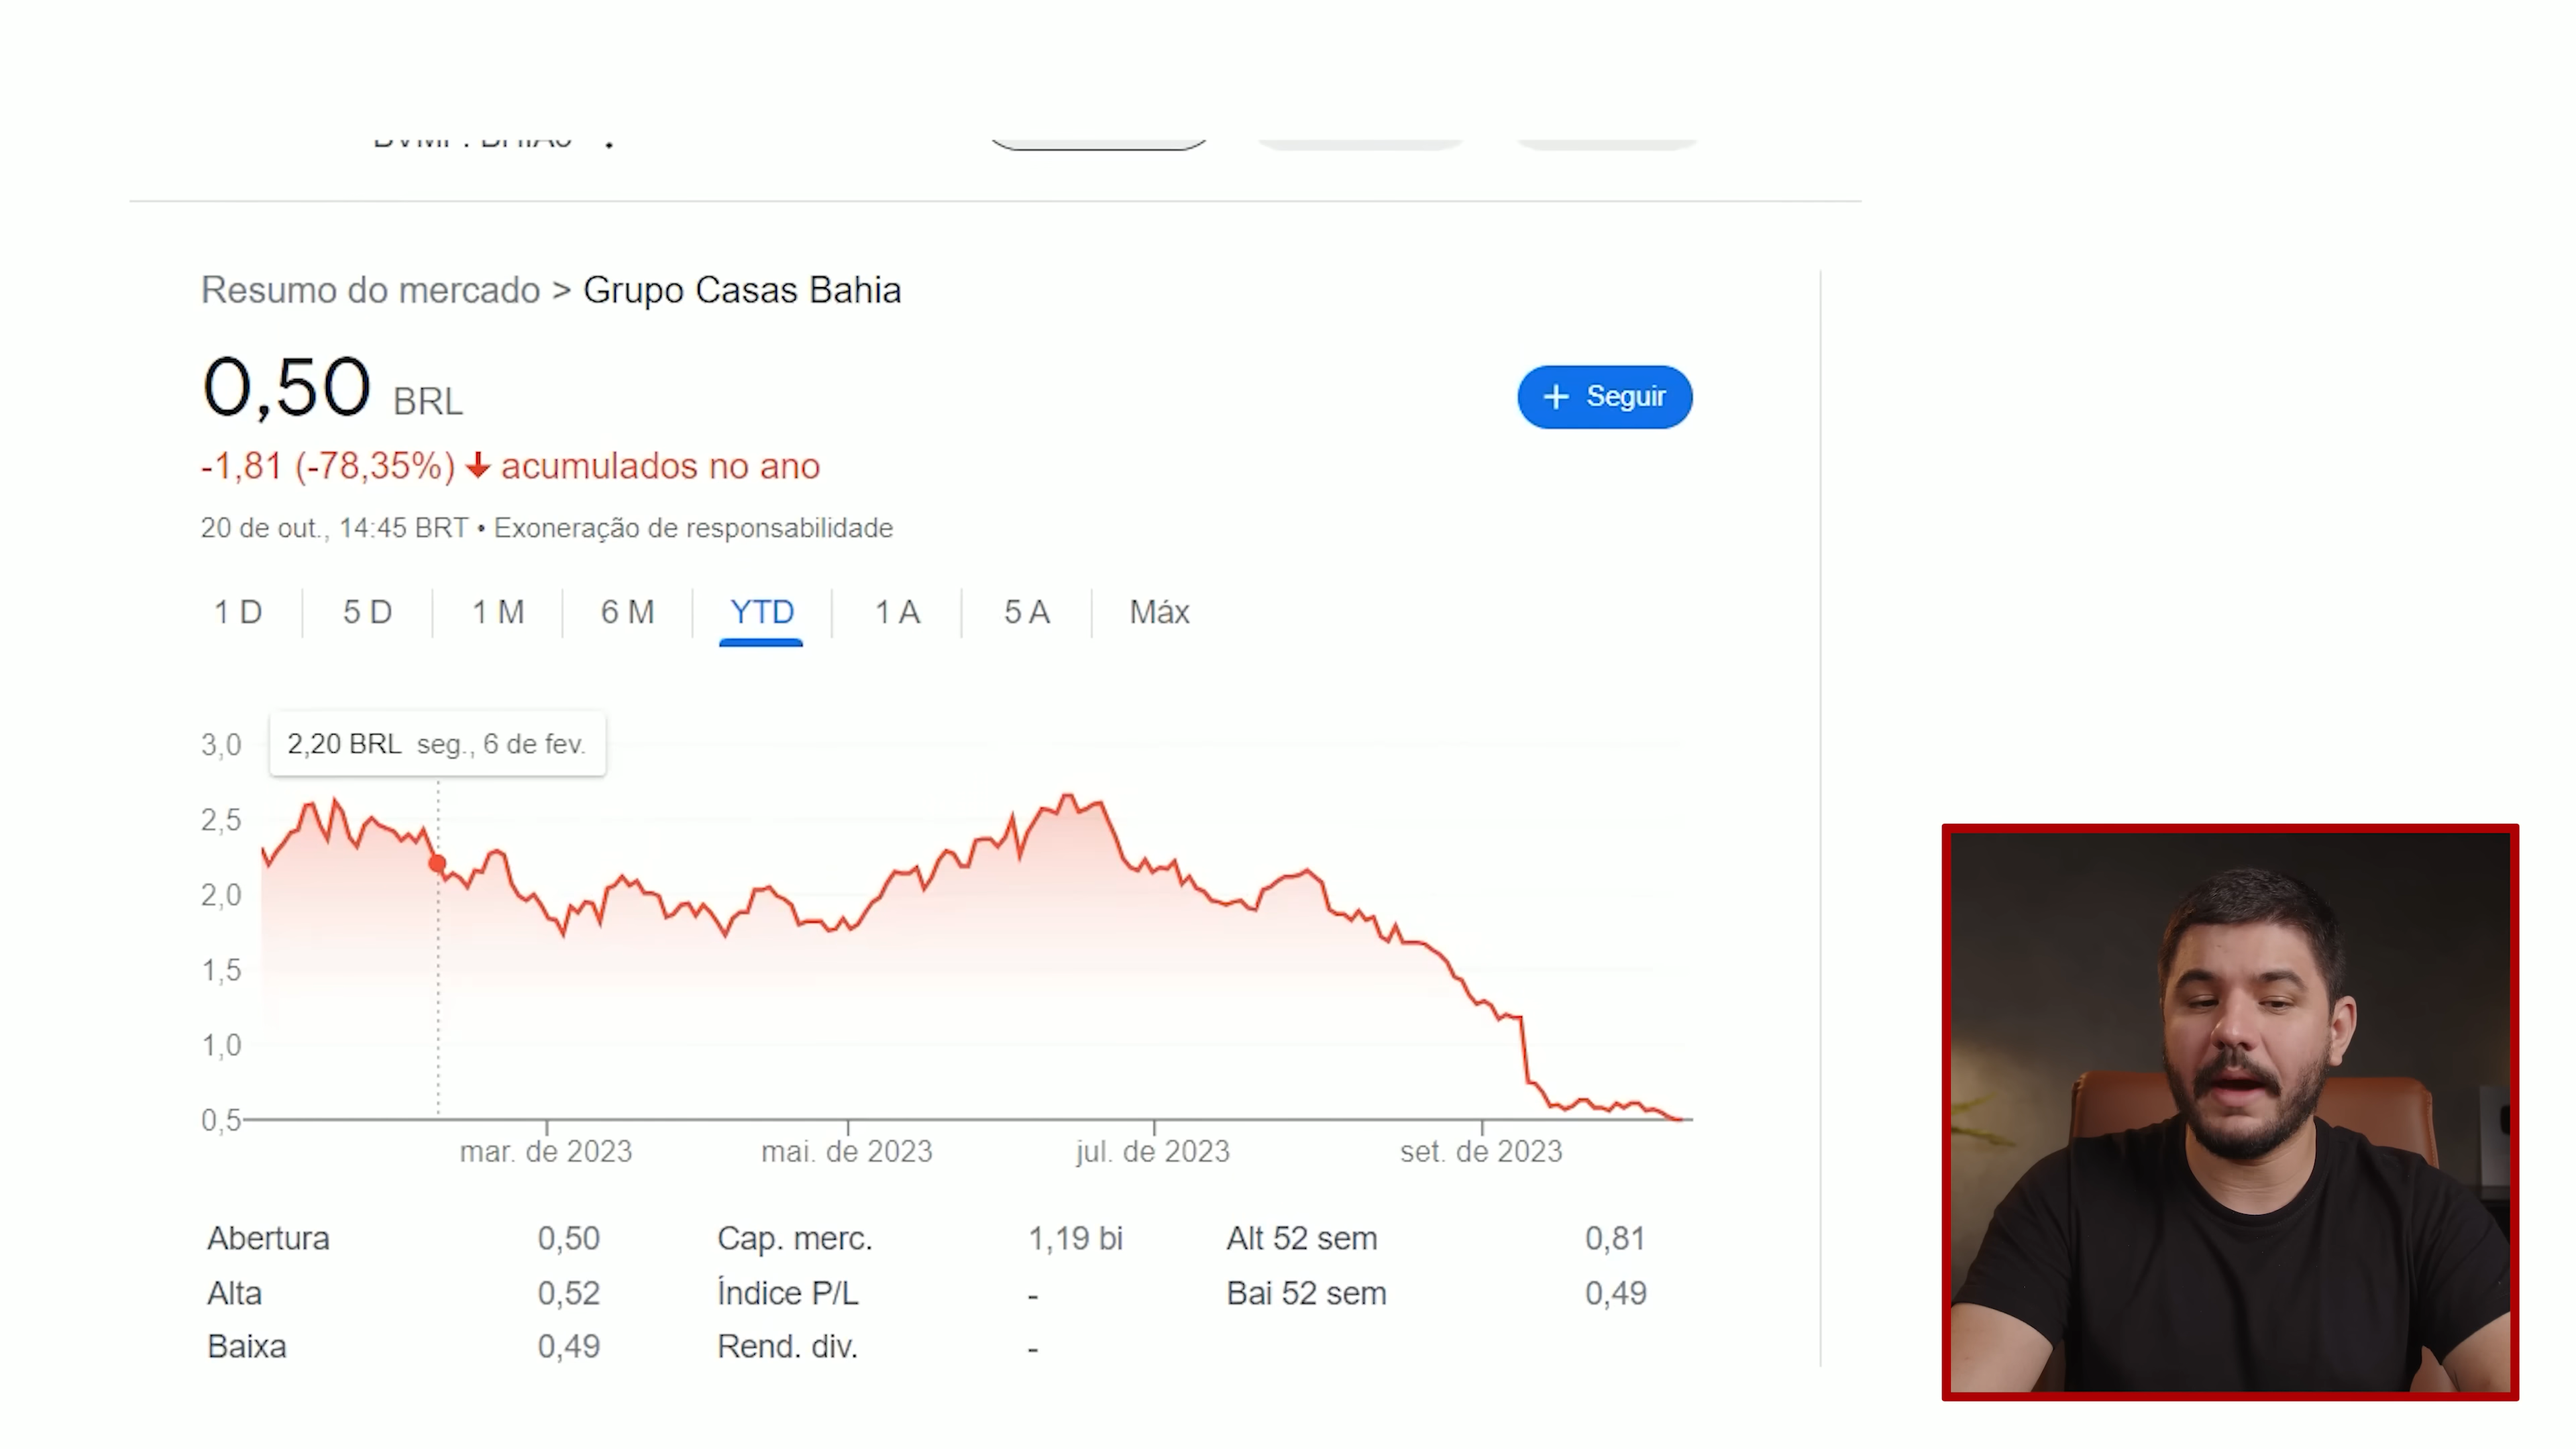 Resumo do mercado > Grupo Casas Bahia
0,50 BRL
+ Seguir
-1,81 (-78,35%) acumulados no ano
20 de out., 14:45 BRT • Exoneração de responsabilidade
1 D 5 D 1 M 6 M YTD 1 A 5 A Máx
2,20 BRL seg., 6 de fev.
3,0
2,5
2,0
1,5
1,0
0,5
mar. de 2023 mai. de 2023 jul. de 2023 set. de 2023
Abertura 0,50 Cap. merc. 1,19 bi Alt 52 sem 0,81
Alta 0,52 Índice P/L - Bai 52 sem 0,49
Baixa 0,49 Rend. div. -